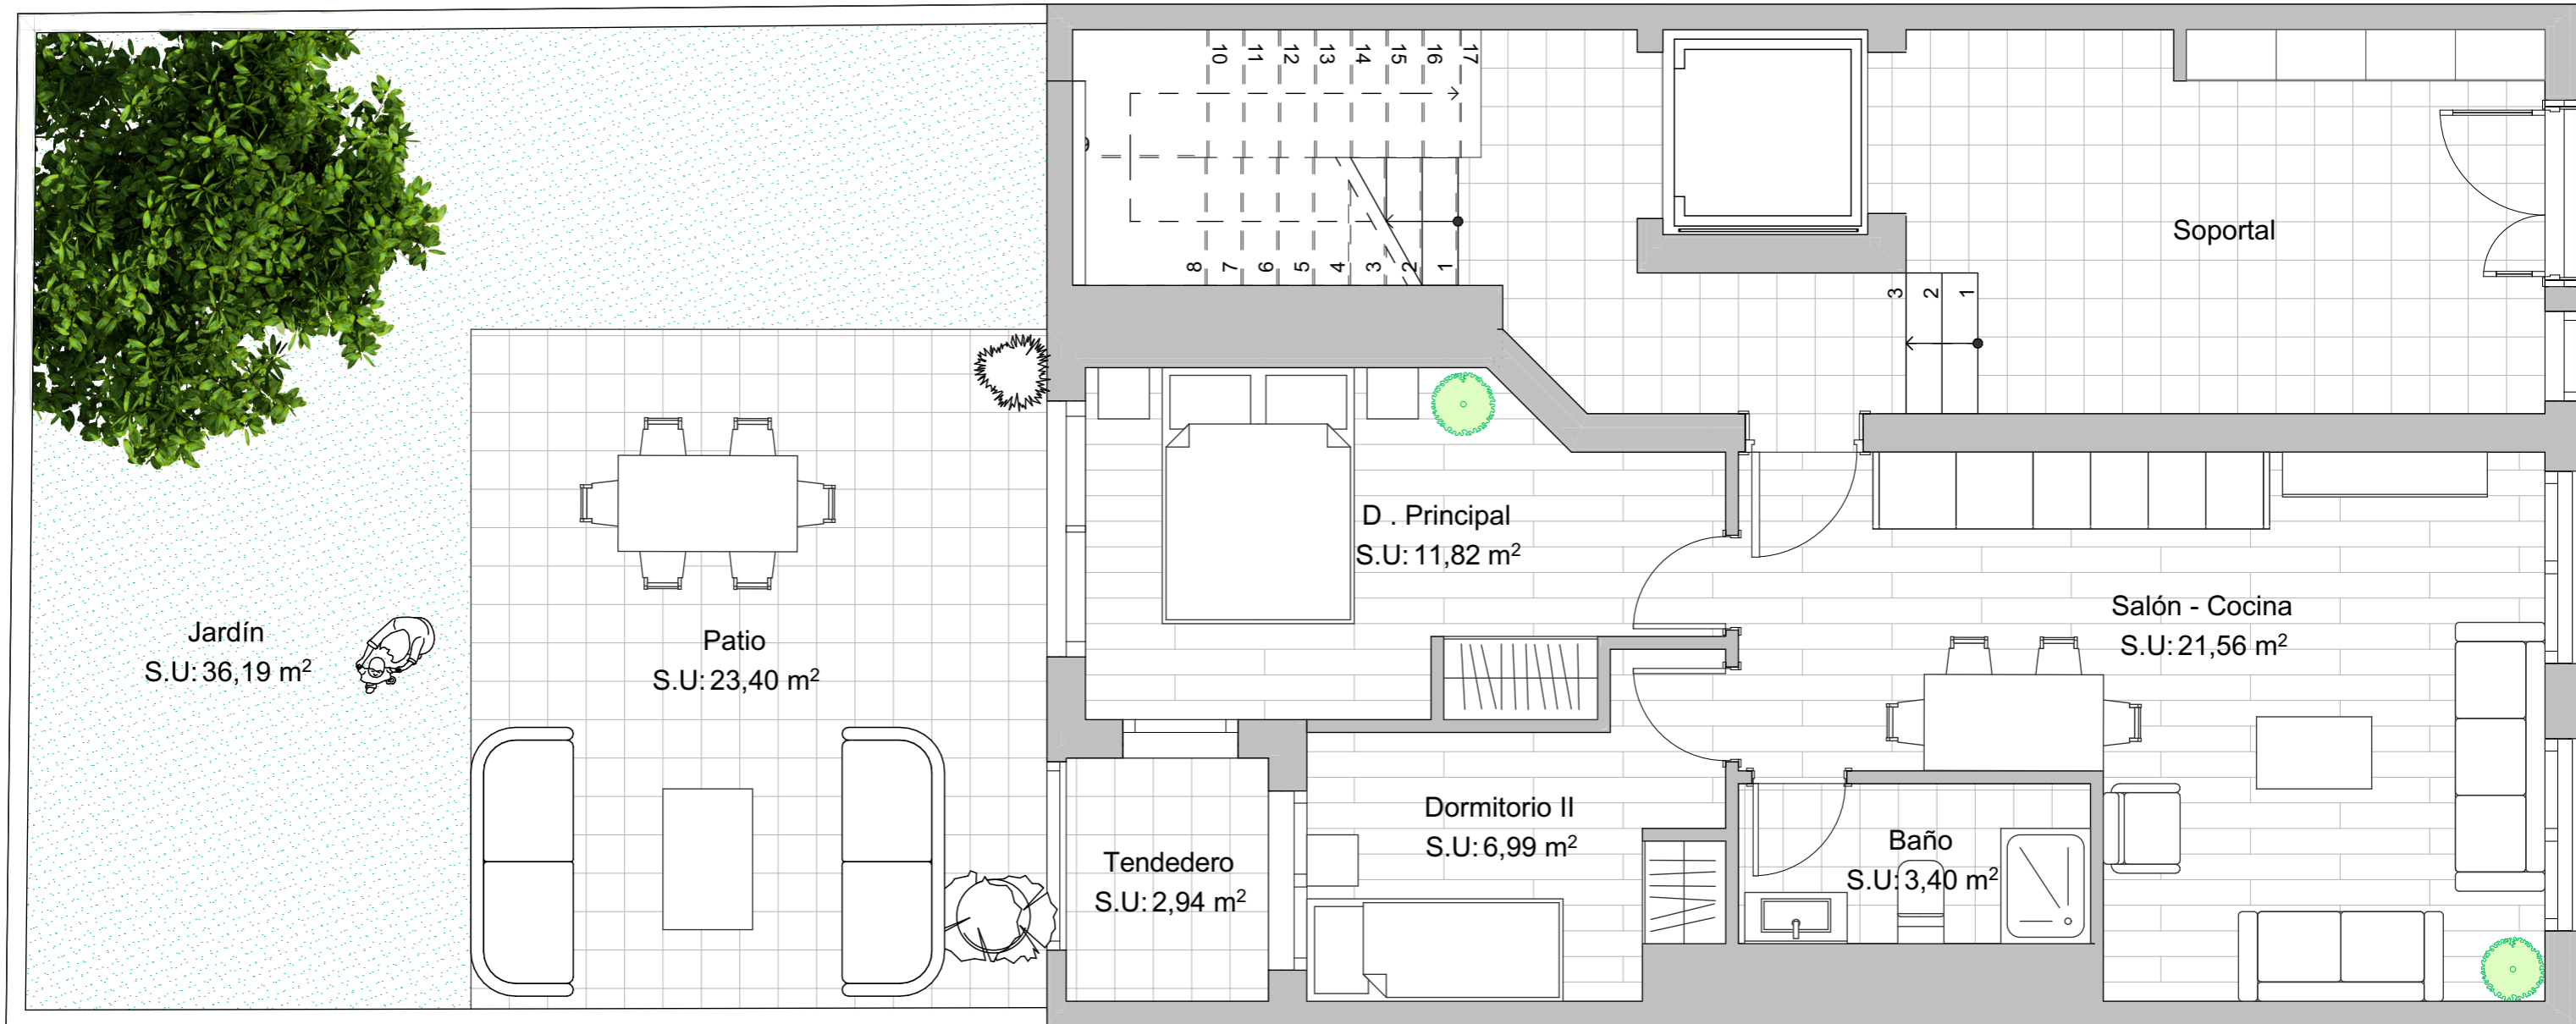 10 11 12 13 14 15 16 17
9
8 7 6 5 4 3 2 1
3 2 1
Soportal
D . Principal
S.U: 11,82 m²
Salón - Cocina
S.U: 21,56 m²
Jardín
S.U: 36,19 m²
Patio
S.U: 23,40 m²
Dormitorio II
S.U: 6,99 m²
Baño
S.U: 3,40 m²
Tendedero
S.U: 2,94 m²